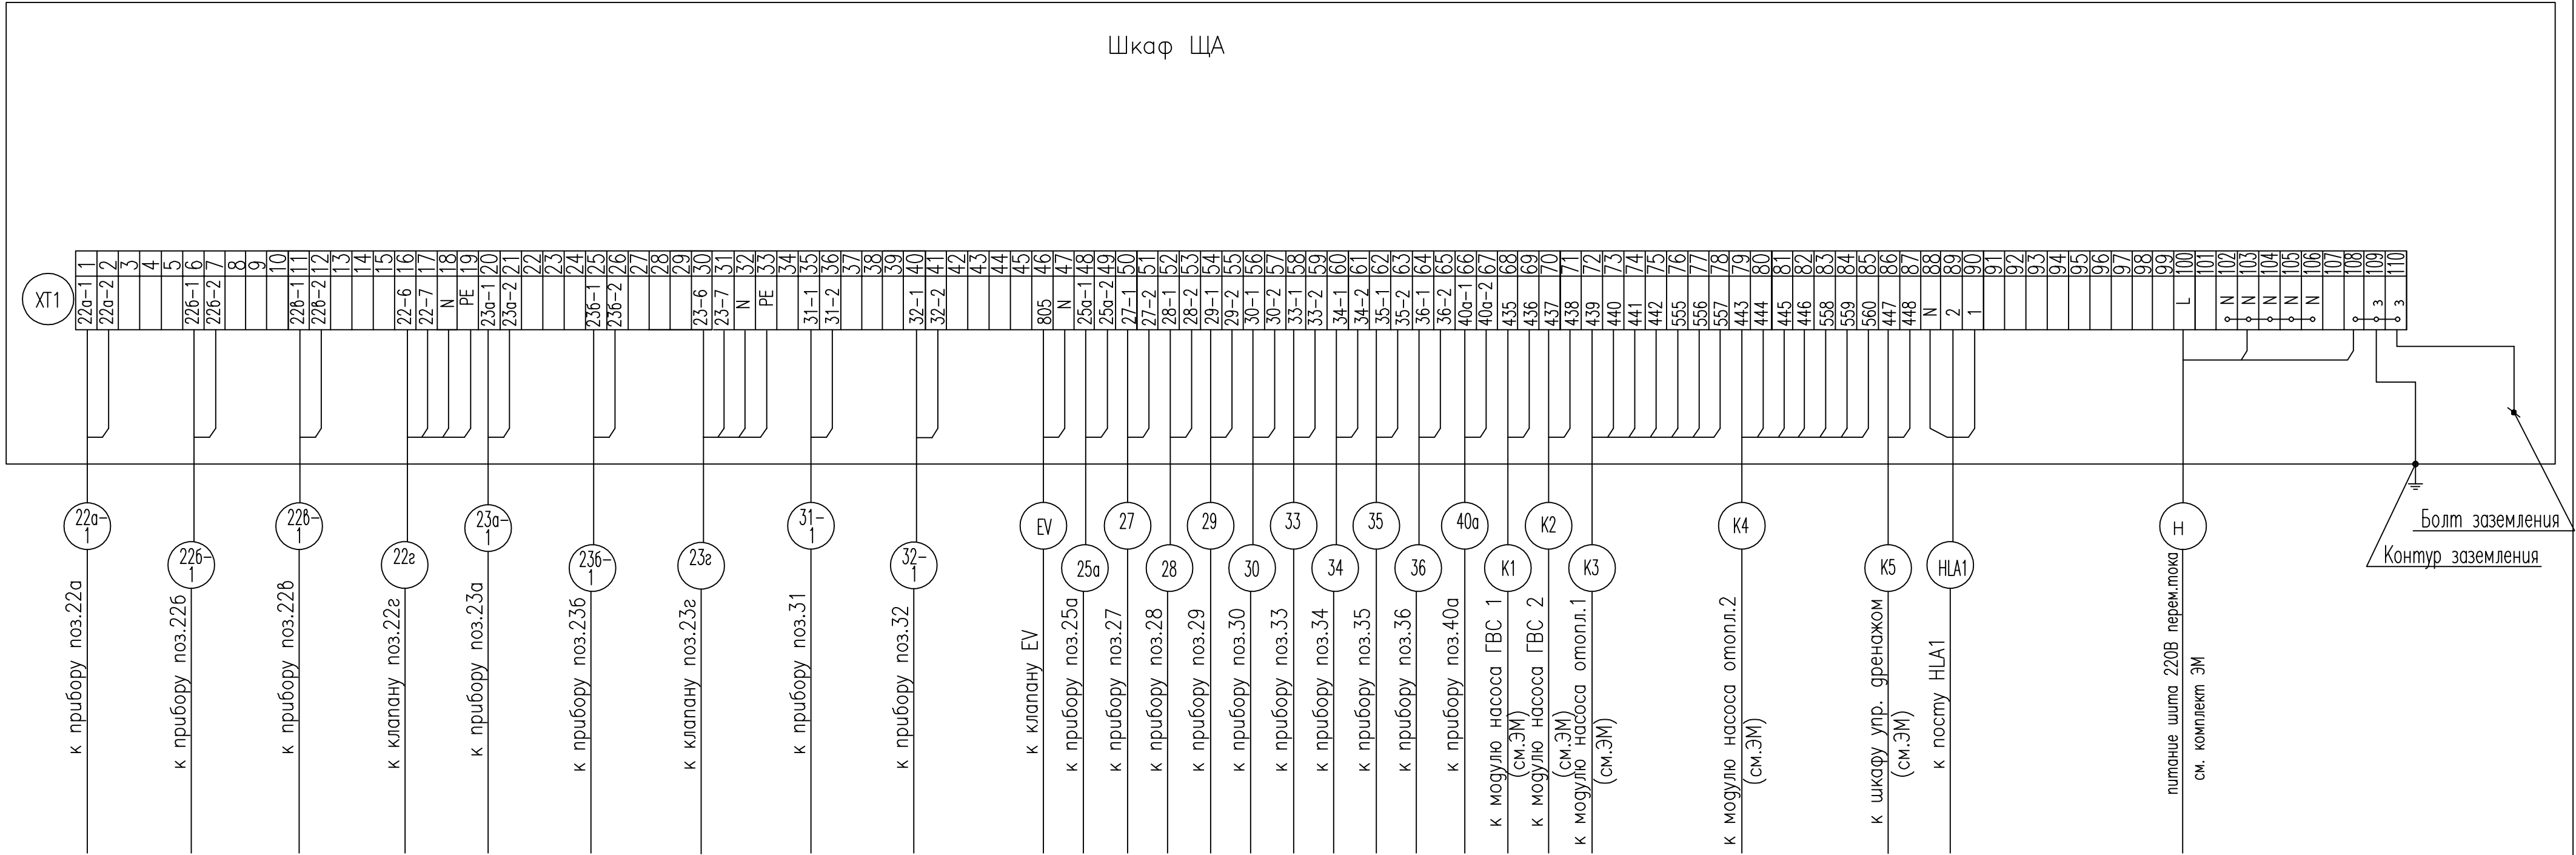 Шкаф ЩА
XT1
1 2 3 4 5 6 7 8 9 10 11 12 13 14 15 16 17 18 19 20 21 22 23 24 25 26 27 28 29 30 31 32 33 34 35 36 37 38 39 40 41 42 43 44 45 46 47 48 49 50 51 52 53 54 55 56 57 58 59 60 61 62 63 64 65 66 67 68 69 70 71 72 73 74 75 76 77 78 79 80 81 82 83 84 85 86 87 88 89 90 91 92 93 94 95 96 97 98 99 100 101 102 103 104 105 106 107 108 109 110
22а-1 22а-2 22б-1 22б-2 22в-1 22в-2 22-6 22-7 N PE 23а-1 23а-2 23б-1 23б-2 23-6 23-7 N PE 31-1 31-2 32-1 32-2 805 N 25а-1 25а-2 27-1 27-2 28-1 28-2 29-1 29-2 30-1 30-2 33-1 33-2 34-1 34-2 35-1 35-2 36-1 36-2 40а-1 40а-2 435 436 437 438 439 440 441 442 555 556 557 443 444 445 446 558 559 560 447 448 N 2 1 L N N N N N з з
22а-1
22б-1
22в-1
22г
23а-1
23б-1
23г
31-1
32-1
EV
25а
27
28
29
30
33
34
35
36
40а
К1
К2
К3
К4
К5
HLA1
Н
Болт заземления
Контур заземления
к прибору поз.22а
к прибору поз.22б
к прибору поз.22в
к клапану поз.22г
к прибору поз.23а
к прибору поз.23б
к клапану поз.23г
к прибору поз.31
к прибору поз.32
к клапану EV
к прибору поз.25а
к прибору поз.27
к прибору поз.28
к прибору поз.29
к прибору поз.30
к прибору поз.33
к прибору поз.34
к прибору поз.35
к прибору поз.36
к прибору поз.40а
к модулю насоса ГВС 1
(см.ЭМ)
к модулю насоса ГВС 2
(см.ЭМ)
к модулю насоса отопл.1
(см.ЭМ)
к модулю насоса отопл.2
(см.ЭМ)
к шкафу упр. дренажом
(см.ЭМ)
к посту HLA1
питание щита 220В перем.тока
см. комплект ЭМ